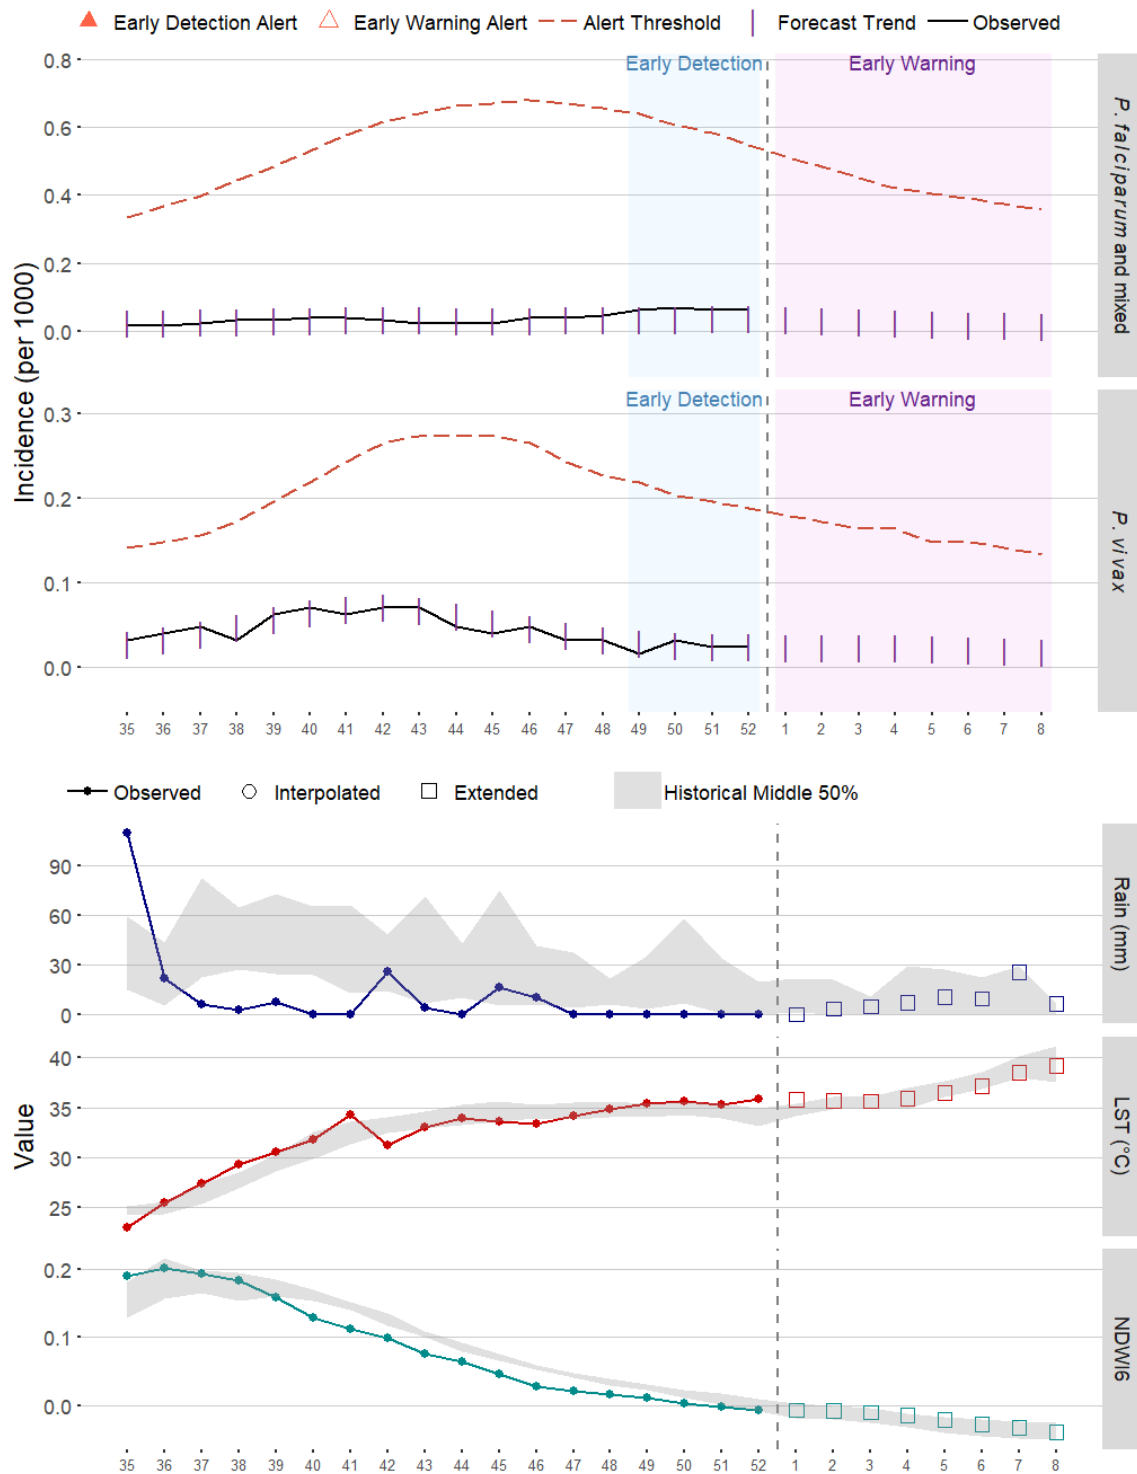 Early Detection Alert Early Warning Alert Alert Threshold Forecast Trend Observed
Early Detection Early Warning
0.8
0.6
0.4
0.2
0.0
P. falciparum and mixed
Incidence (per 1000)
Early Detection Early Warning
0.3
0.2
0.1
0.0
P. vivax
35 36 37 38 39 40 41 42 43 44 45 46 47 48 49 50 51 52 1 2 3 4 5 6 7 8
Observed Interpolated Extended Historical Middle 50%
90
60
30
0
Rain (mm)
Value
40
35
30
25
LST (°C)
0.2
0.1
0.0
NDWI6
35 36 37 38 39 40 41 42 43 44 45 46 47 48 49 50 51 52 1 2 3 4 5 6 7 8